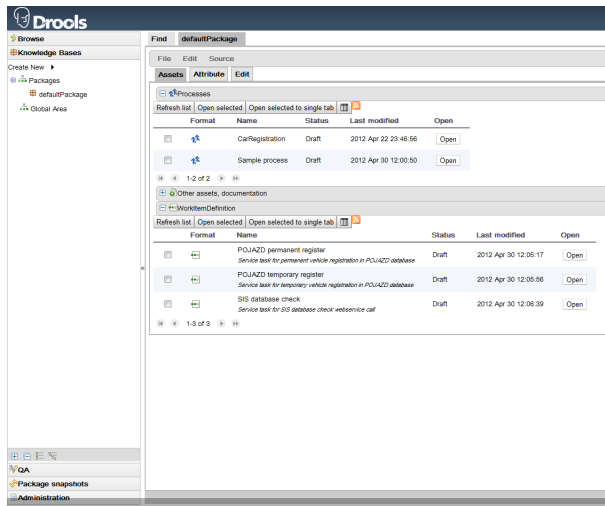 Drools
Browse
Knowledge Bases
Create New
Packages
defaultPackage
Global Area
QA
Package snapshots
Administration
Find defaultPackage
File Edit Source
Assets Attribute Edit
Processes
Refresh list Open selected Open selected to single tab
Format Name Status Last modified Open
CarRegistration Draft 2012 Apr 22 23:46:56 Open
Sample process Draft 2012 Apr 30 12:00:50 Open
1-2 of 2
Other assets, documentation
WorkItemDefinition
Refresh list Open selected Open selected to single tab
Format Name Status Last modified Open
POJAZD permanent register
Service task for permanent vehicle registration in POJAZD database
Draft 2012 Apr 30 12:05:17 Open
POJAZD temporary register
Service task for temporary vehicle registration in POJAZD database
Draft 2012 Apr 30 12:05:56 Open
SIS database check
Service task for SIS database check webservice call
Draft 2012 Apr 30 12:06:39 Open
1-3 of 3